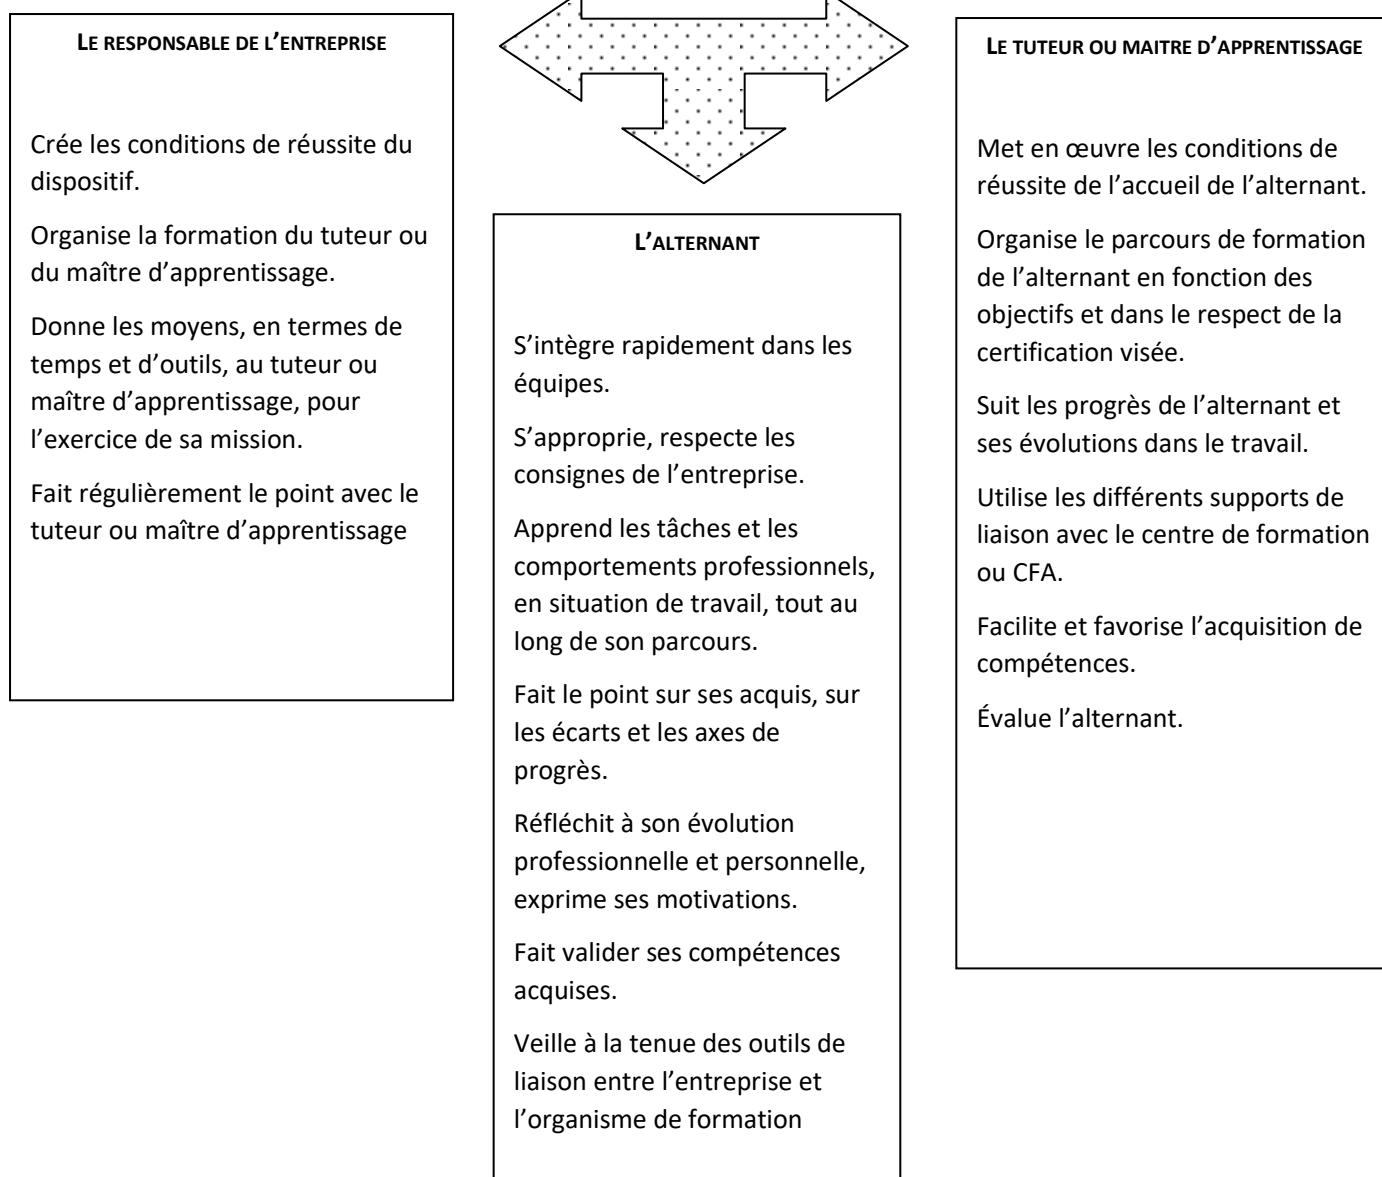 LE RESPONSABLE DE L’ENTREPRISE
Crée les conditions de réussite du
dispositif.
Organise la formation du tuteur ou
du maître d’apprentissage.
Donne les moyens, en termes de
temps et d’outils, au tuteur ou
maître d’apprentissage, pour
l’exercice de sa mission.
Fait régulièrement le point avec le
tuteur ou maître d’apprentissage
L’ALTERNANT
S’intègre rapidement dans les
équipes.
S’approprie, respecte les
consignes de l’entreprise.
Apprend les tâches et les
comportements professionnels,
en situation de travail, tout au
long de son parcours.
Fait le point sur ses acquis, sur
les écarts et les axes de
progrès.
Réfléchit à son évolution
professionnelle et personnelle,
exprime ses motivations.
Fait valider ses compétences
acquises.
Veille à la tenue des outils de
liaison entre l’entreprise et
l’organisme de formation
LE TUTEUR OU MAITRE D’APPRENTISSAGE
Met en œuvre les conditions de
réussite de l’accueil de l’alternant.
Organise le parcours de formation
de l’alternant en fonction des
objectifs et dans le respect de la
certification visée.
Suit les progrès de l’alternant et
ses évolutions dans le travail.
Utilise les différents supports de
liaison avec le centre de formation
ou CFA.
Facilite et favorise l’acquisition de
compétences.
Évalue l’alternant.